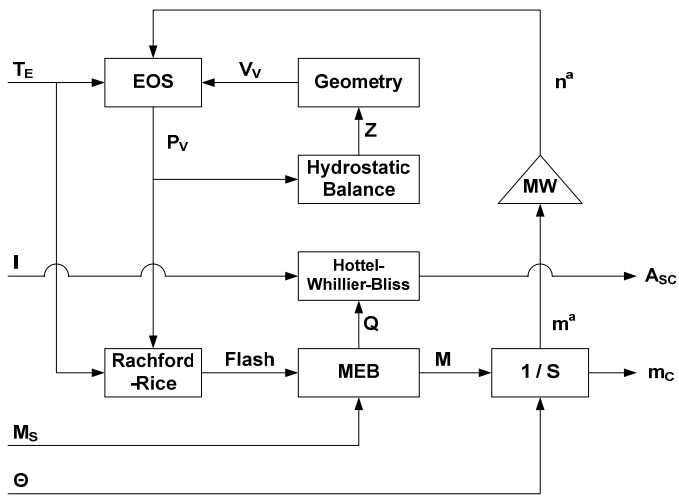 T_E
EOS
V_V
Geometry
n^a
P_V
Z
Hydrostatic
Balance
MW
I
Hottel-
Whillier-Bliss
A_SC
Q
m^a
Rachford
-Rice
Flash
MEB
M
1 / S
m_C
M_S
Θ